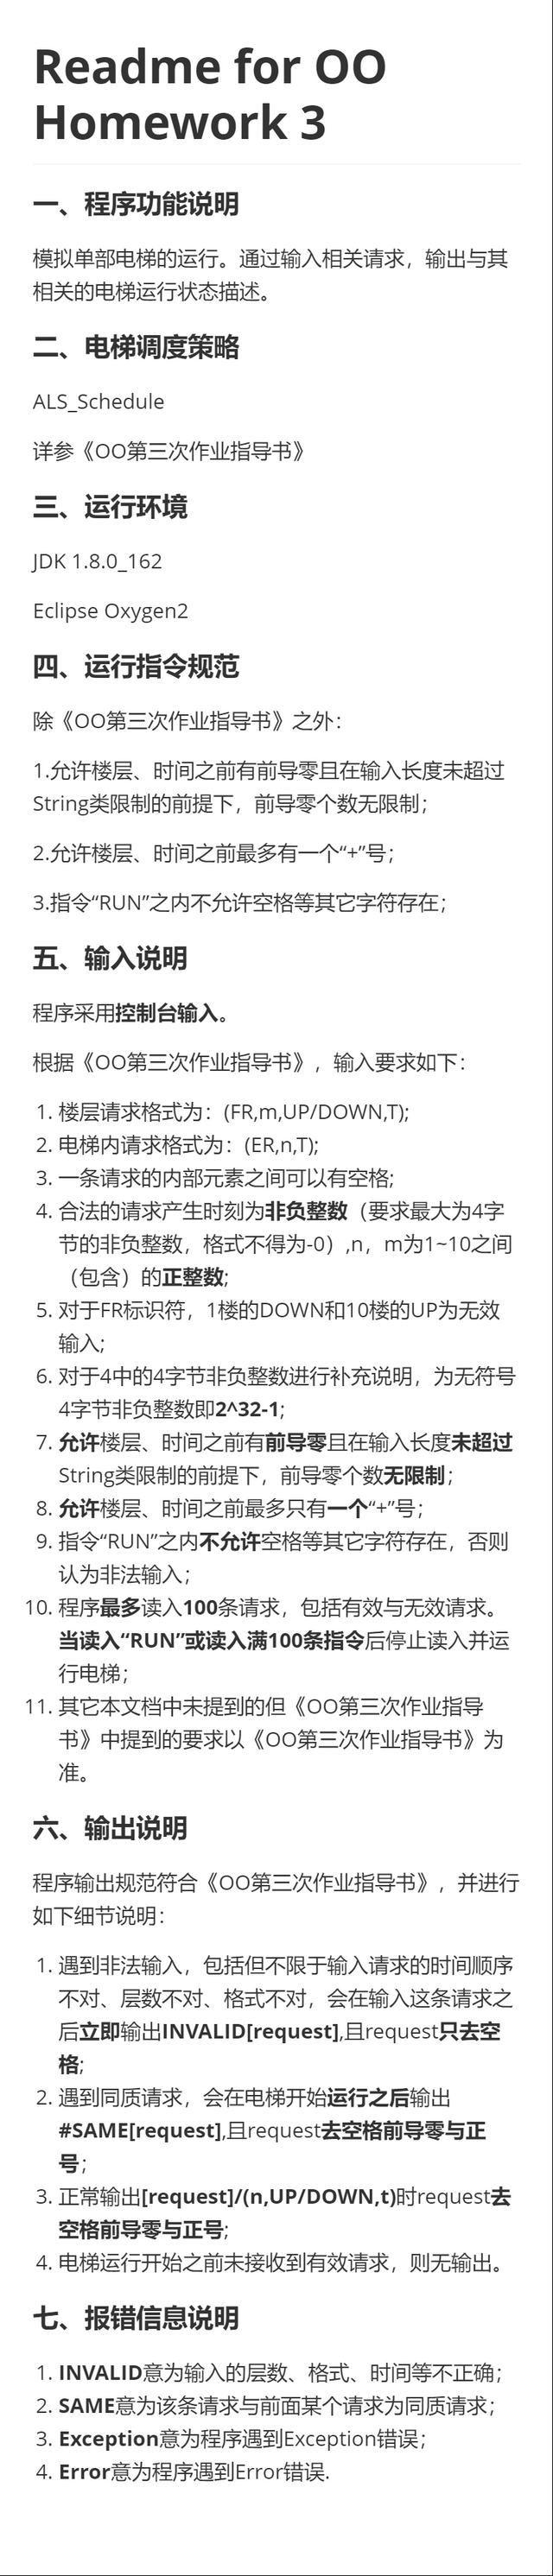 Readme for OO
Homework 3
一、程序功能说明
模拟单部电梯的运行。通过输入相关请求，输出与其
相关的电梯运行状态描述。
二、电梯调度策略
ALS_Schedule
详参《OO第三次作业指导书》
三、运行环境
JDK 1.8.0_162
Eclipse Oxygen2
四、运行指令规范
除《OO第三次作业指导书》之外：
1.允许楼层、时间之前有前导零且在输入长度未超过
String类限制的前提下，前导零个数无限制；
2.允许楼层、时间之前最多有一个“+”号；
3.指令“RUN”之内不允许空格等其它字符存在；
五、输入说明
程序采用控制台输入。
根据《OO第三次作业指导书》，输入要求如下：
1. 楼层请求格式为：(FR,m,UP/DOWN,T);
2. 电梯内请求格式为：(ER,n,T);
3. 一条请求的内部元素之间可以有空格;
4. 合法的请求产生时刻为非负整数（要求最大为4字
节的非负整数，格式不得为-0）,n，m为1~10之间
（包含）的正整数;
5. 对于FR标识符，1楼的DOWN和10楼的UP为无效
输入;
6. 对于4中的4字节非负整数进行补充说明，为无符号
4字节非负整数即2^32-1;
7. 允许楼层、时间之前有前导零且在输入长度未超过
String类限制的前提下，前导零个数无限制；
8. 允许楼层、时间之前最多只有一个“+”号；
9. 指令“RUN”之内不允许空格等其它字符存在，否则
认为非法输入；
10. 程序最多读入100条请求，包括有效与无效请求。
当读入“RUN”或读入满100条指令后停止读入并运
行电梯；
11. 其它本文档中未提到的但《OO第三次作业指导
书》中提到的要求以《OO第三次作业指导书》为
准。
六、输出说明
程序输出规范符合《OO第三次作业指导书》，并进行
如下细节说明：
1. 遇到非法输入，包括但不限于输入请求的时间顺序
不对、层数不对、格式不对，会在输入这条请求之
后立即输出INVALID[request],且request只去空
格;
2. 遇到同质请求，会在电梯开始运行之后输出
#SAME[request],且request去空格前导零与正
号；
3. 正常输出[request]/(n,UP/DOWN,t)时request去
空格前导零与正号;
4. 电梯运行开始之前未接收到有效请求，则无输出。
七、报错信息说明
1. INVALID意为输入的层数、格式、时间等不正确；
2. SAME意为该条请求与前面某个请求为同质请求；
3. Exception意为程序遇到Exception错误；
4. Error意为程序遇到Error错误.